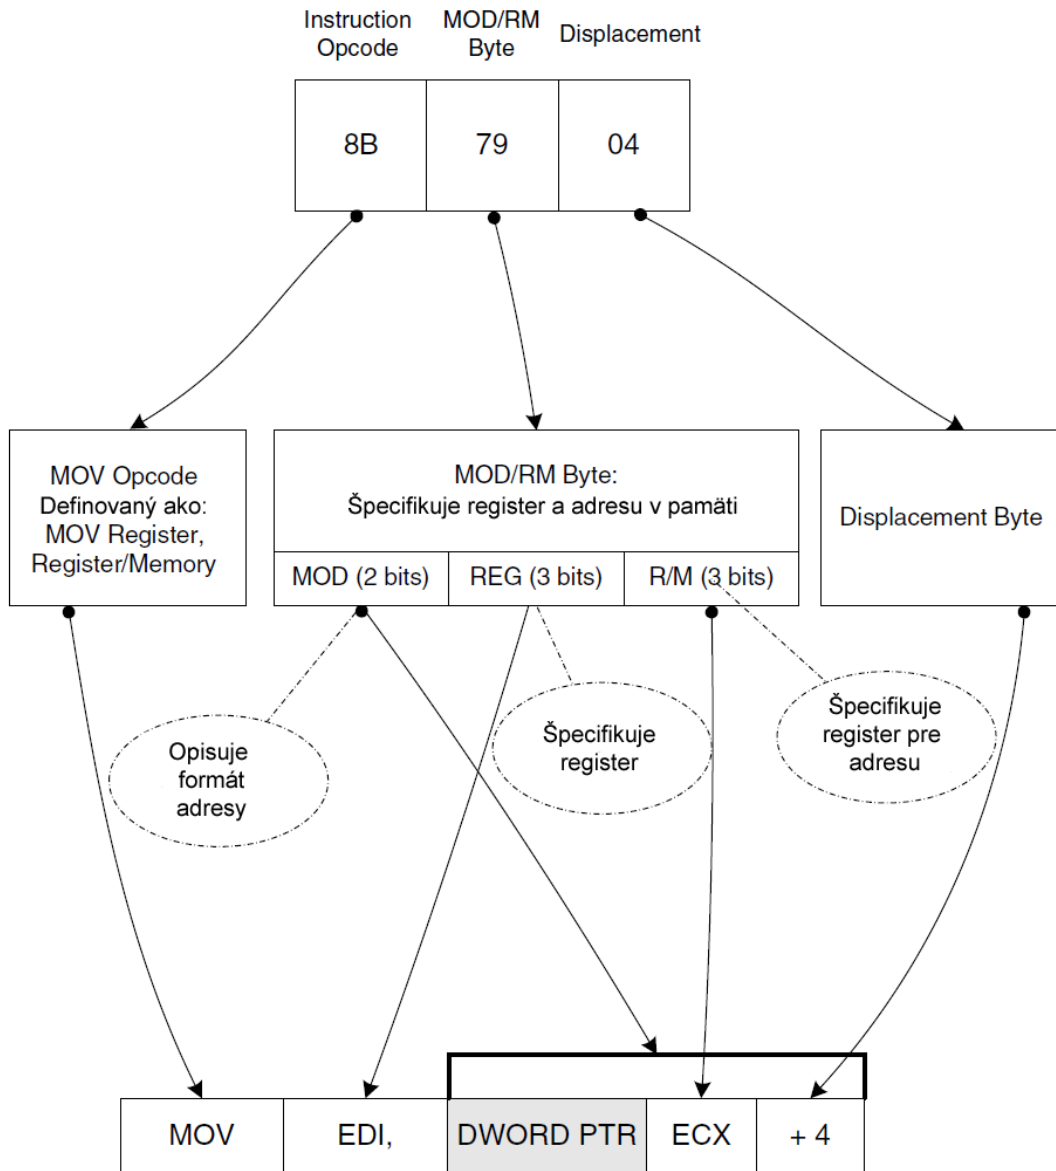 Instruction
Opcode
MOD/RM
Byte
Displacement
8B
79
04
MOV Opcode
Definovaný ako:
MOV Register,
Register/Memory
MOD/RM Byte:
Špecifikuje register a adresu v pamäti
MOD (2 bits)
REG (3 bits)
R/M (3 bits)
Displacement Byte
Opisuje
formát
adresy
Špecifikuje
register
Špecifikuje
register pre
adresu
MOV
EDI,
DWORD PTR
ECX
+ 4